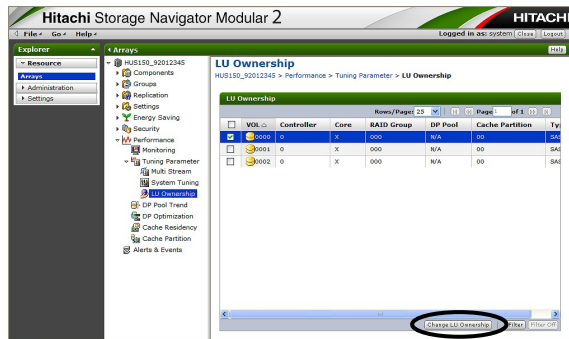 Hitachi Storage Navigator Modular 2
HITACHI
File Go Help
Logged in as: system Close Logout
Explorer
Arrays
Help
Resource
Arrays
Administration
Settings
HUS150_92012345
Components
Groups
Replication
Settings
Energy Saving
Security
Performance
Monitoring
Tuning Parameter
Multi Stream
System Tuning
LU Ownership
DP Pool Trend
DP Optimization
Cache Residency
Cache Partition
Alerts & Events
LU Ownership
HUS150_92012345 > Performance > Tuning Parameter > LU Ownership
LU Ownership
Rows/Page: 25 Page 1 of 1
VOL Controller Core RAID Group DP Pool Cache Partition Ty
0000 0 X 000 N/A 00 SAS
0001 0 X 000 N/A 00 SAS
0002 0 X 000 N/A 00 SAS
Change LU Ownership Filter Filter Off